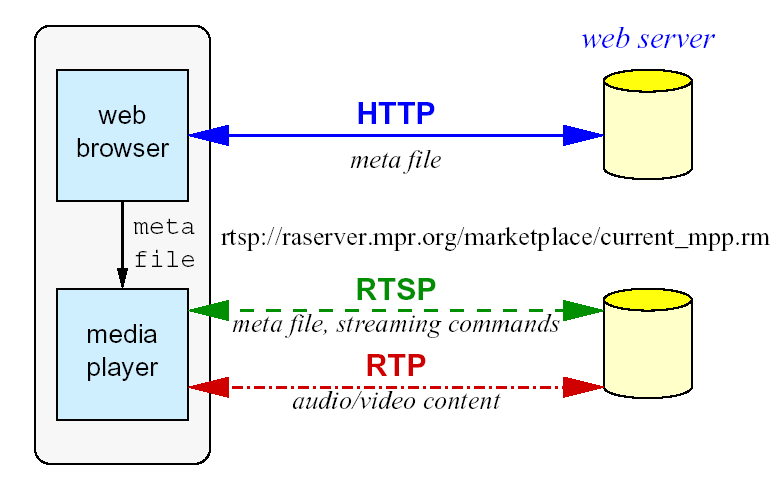 web server
web
browser
HTTP
meta file
meta
file
rtsp://raserver.mpr.org/marketplace/current_mpp.rm
media
player
RTSP
meta file, streaming commands
RTP
audio/video content